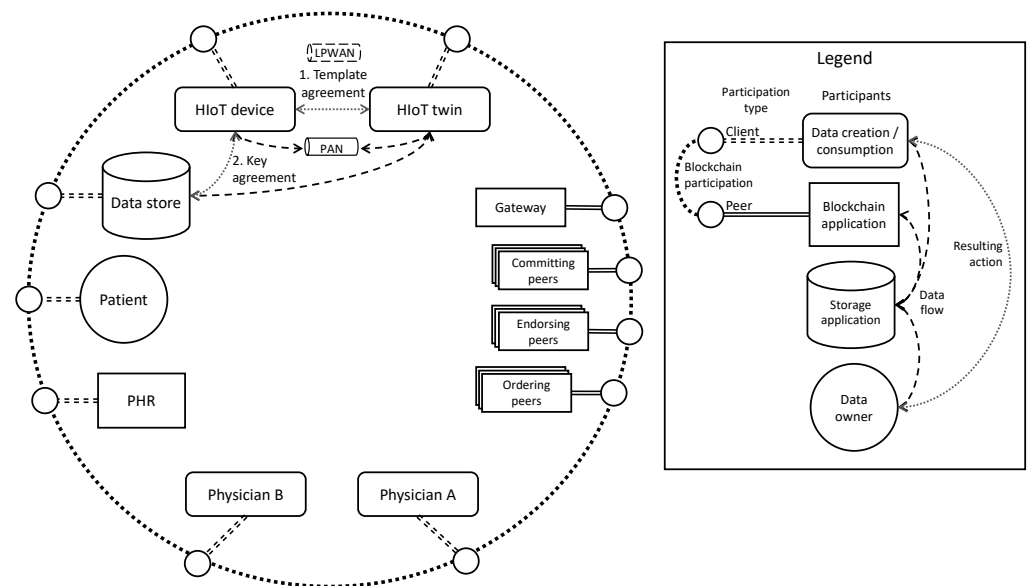 LPWAN
1. Template
agreement
HIoT device
HIoT twin
PAN
2. Key
agreement
Data store
Gateway
Committing
peers
Patient
Endorsing
peers
Ordering
peers
PHR
Physician B
Physician A
Legend
Participation
type
Participants
Client
Data creation /
consumption
Blockchain
participation
Peer
Blockchain
application
Resulting
action
Storage
application
Data
flow
Data
owner